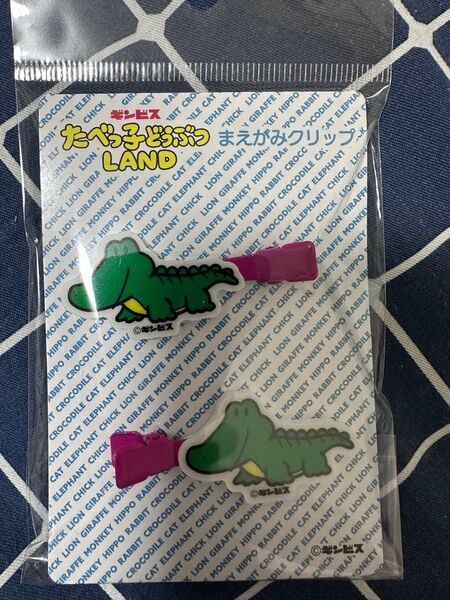 ギンビス
たべっ子どうぶつ
LAND
まえがみクリップ
©ギンビス
©ギンビス
©ギンビス
LION GIRAFFE MONKEY HIPPO RABBIT CROCODILE CAT ELEPHANT CHICK